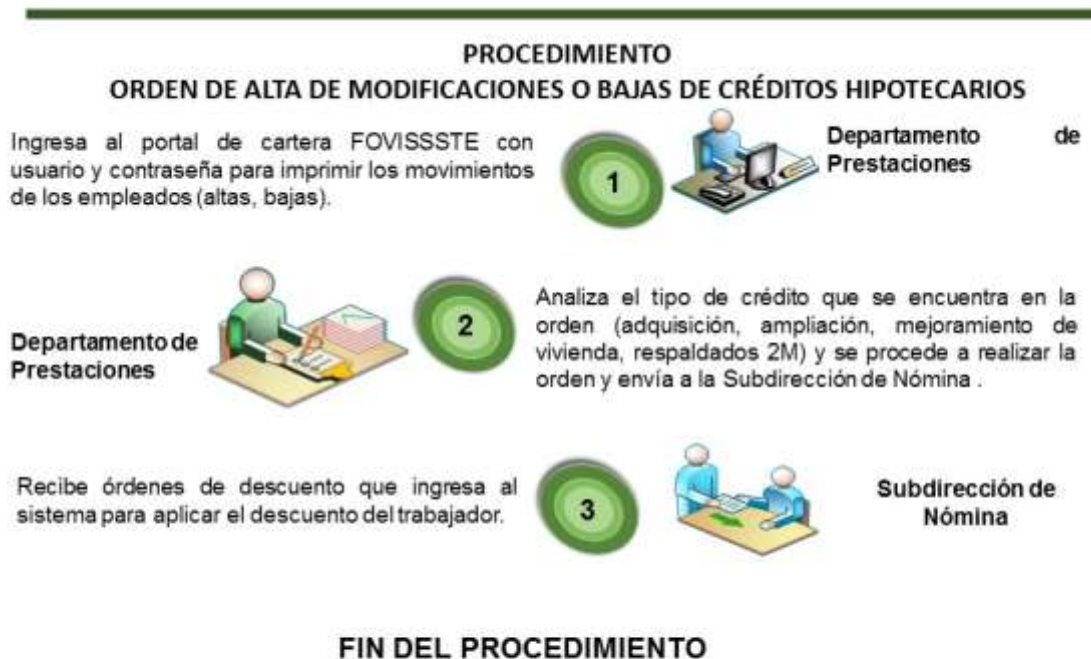 PROCEDIMIENTO
ORDEN DE ALTA DE MODIFICACIONES O BAJAS DE CRÉDITOS HIPOTECARIOS
Ingresa al portal de cartera FOVISSSTE con
usuario y contraseña para imprimir los movimientos
de los empleados (altas, bajas).
1
Departamento de
Prestaciones
Departamento de
Prestaciones
2
Analiza el tipo de crédito que se encuentra en la
orden (adquisición, ampliación, mejoramiento de
vivienda, respaldados 2M) y se procede a realizar la
orden y envía a la Subdirección de Nómina .
Recibe órdenes de descuento que ingresa al
sistema para aplicar el descuento del trabajador.
3
Subdirección de
Nómina
FIN DEL PROCEDIMIENTO